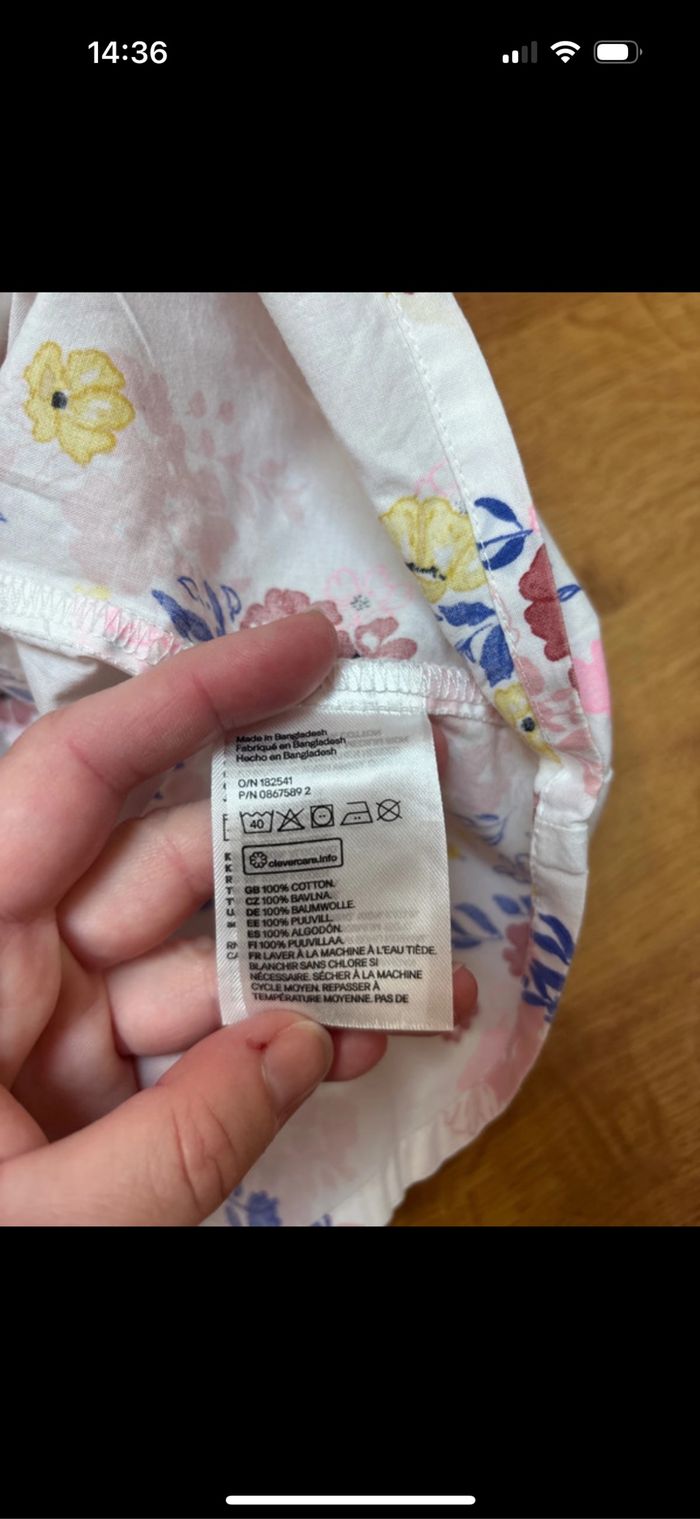 14:36
Made in Bangladesh
Fabriqué en Bangladesh
Hecho en Bangladesh
O/N 182541
P/N 0867589 2
40
clevercare.info
GB 100% COTTON.
CZ 100% BAVLNA.
DE 100% BAUMWOLLE.
EE 100% PUUVILL.
ES 100% ALGODÓN.
FI 100% PUUVILLAA.
FR LAVER À LA MACHINE À L'EAU TIÈDE.
BLANCHIR SANS CHLORE SI
NÉCESSAIRE. SÉCHER À LA MACHINE
CYCLE MOYEN. REPASSER À
TEMPÉRATURE MOYENNE. PAS DE